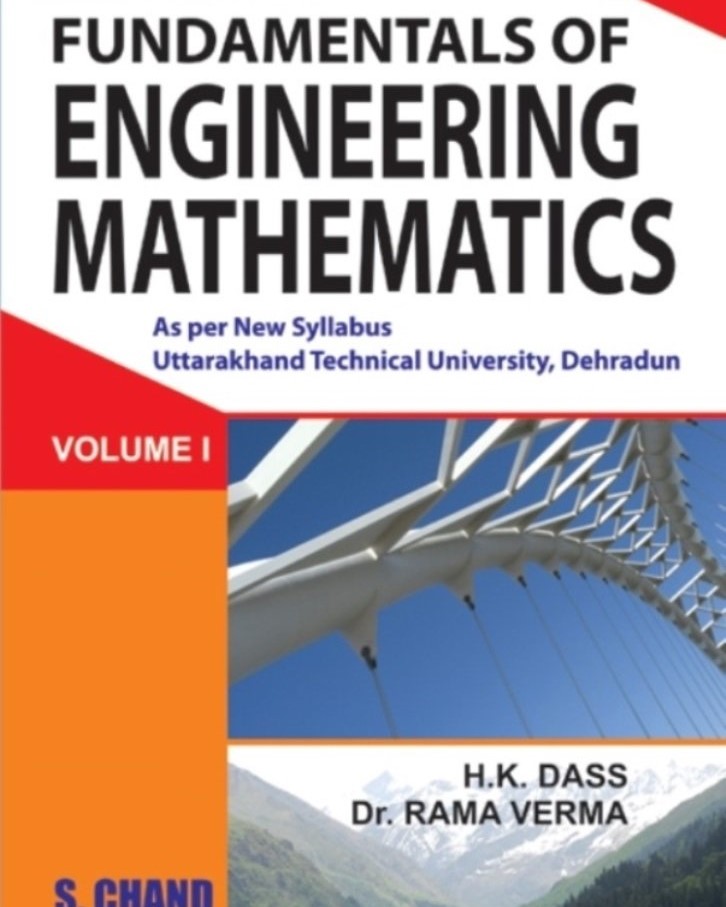 FUNDAMENTALS OF
ENGINEERING
MATHEMATICS
As per New Syllabus
Uttarakhand Technical University, Dehradun
VOLUME I
H.K. DASS
Dr. RAMA VERMA
S. CHAND